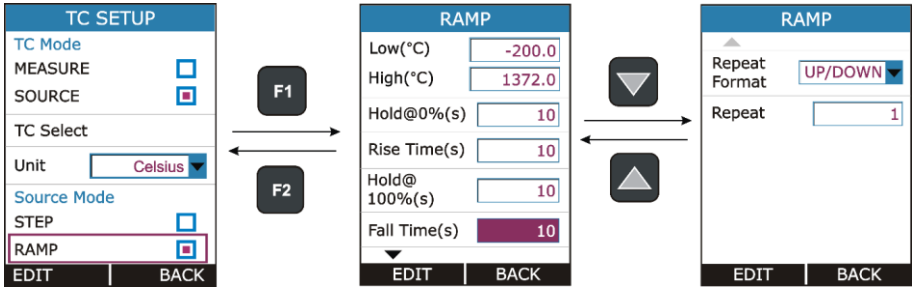 TC SETUP
TC Mode
MEASURE
SOURCE
TC Select
Unit Celsius
Source Mode
STEP
RAMP
EDIT BACK
F1
F2
RAMP
Low(°C) -200.0
High(°C) 1372.0
Hold@0%(s) 10
Rise Time(s) 10
Hold@
100%(s) 10
Fall Time(s) 10
EDIT BACK
RAMP
Repeat
Format UP/DOWN
Repeat 1
EDIT BACK